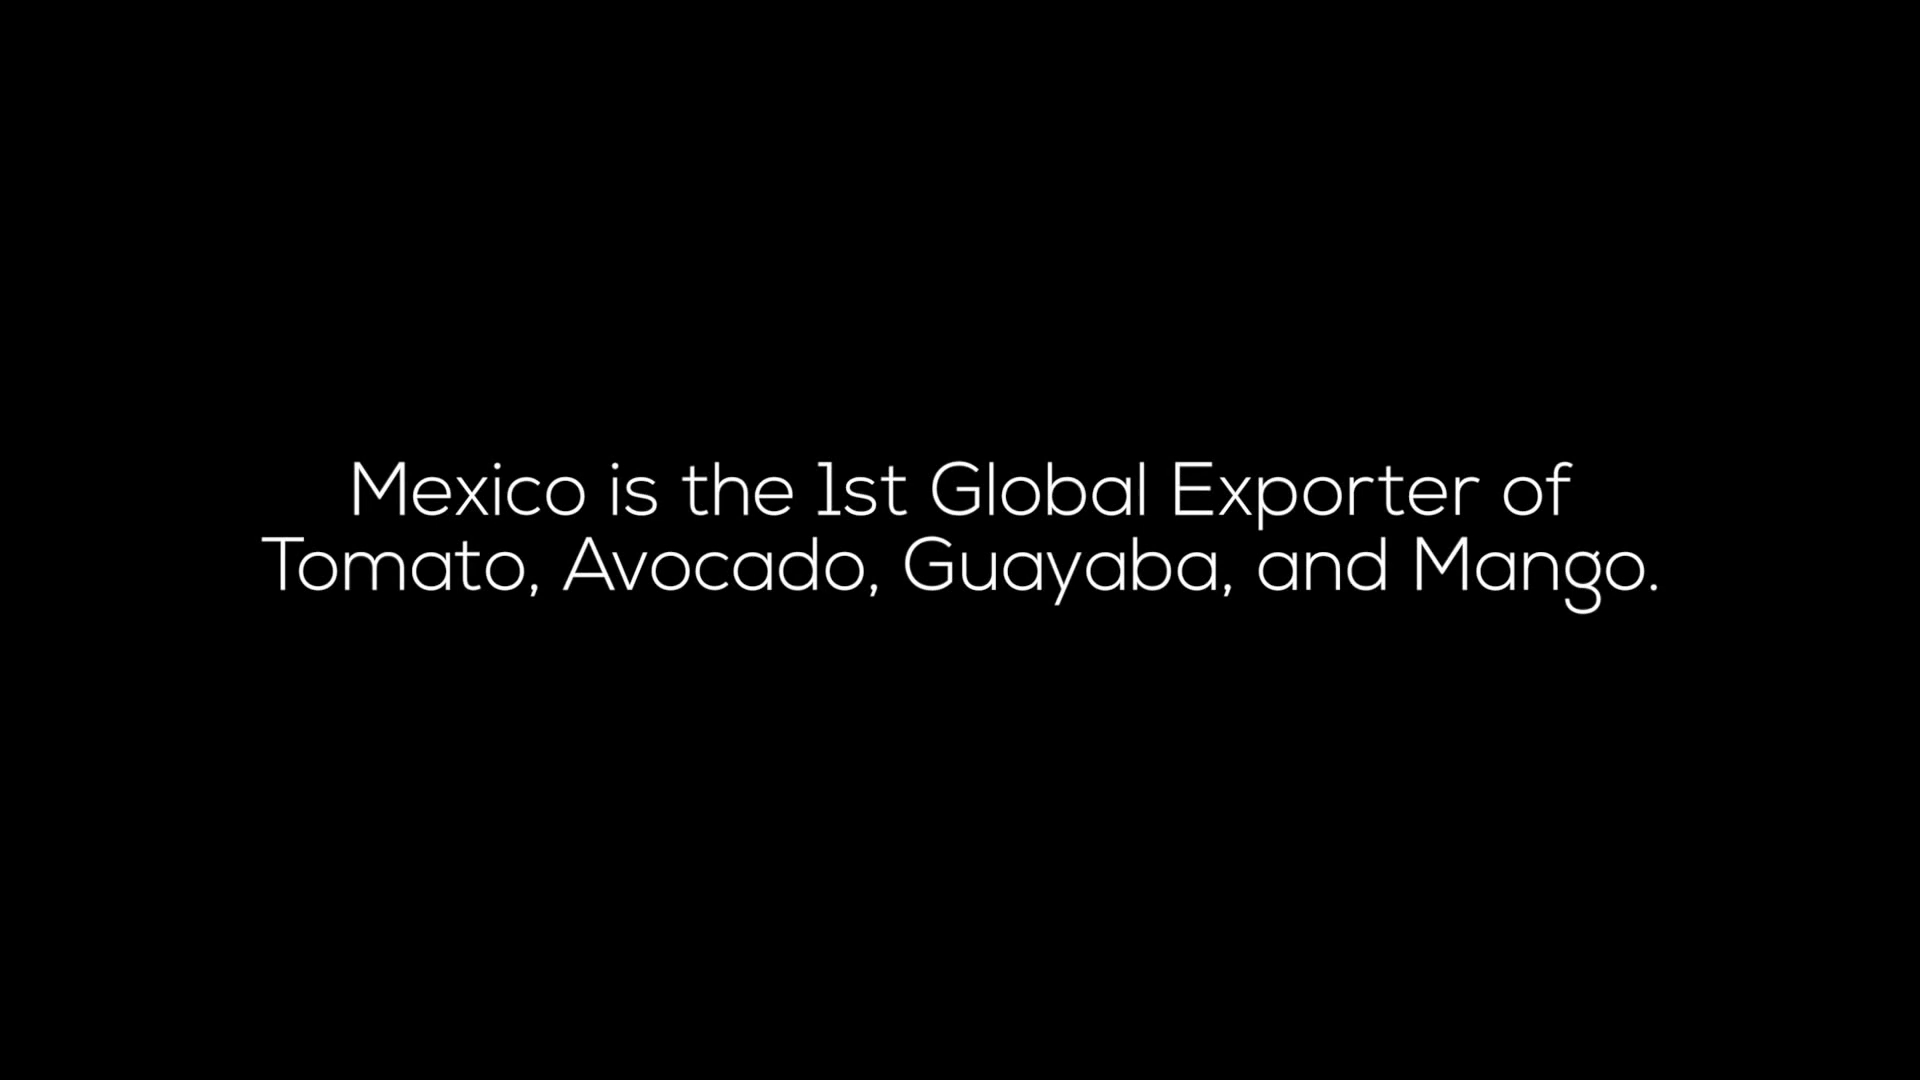 Mexico is the 1st Global Exporter of
Tomato, Avocado, Guayaba, and Mango.